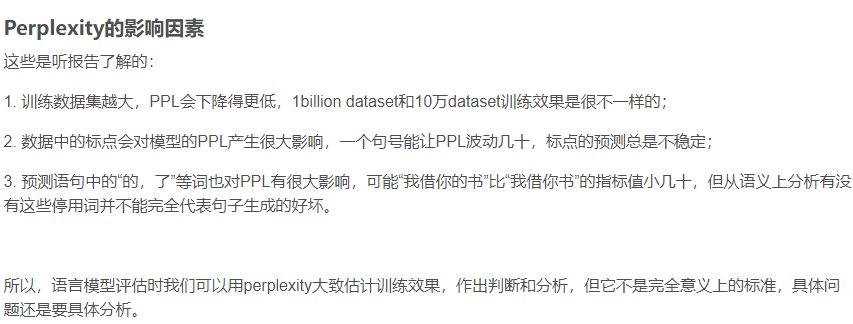 Perplexity的影响因素
这些是听报告了解的：
1. 训练数据集越大，PPL会下降得更低，1billion dataset和10万dataset训练效果是很不一样的；
2. 数据中的标点会对模型的PPL产生很大影响，一个句号能让PPL波动几十，标点的预测总是不稳定；
3. 预测语句中的“的，了”等词也对PPL有很大影响，可能“我借你的书”比“我借你书”的指标值小几十，但从语义上分析有没
有这些停用词并不能完全代表句子生成的好坏。
所以，语言模型评估时我们可以用perplexity大致估计训练效果，作出判断和分析，但它不是完全意义上的标准，具体问
题还是要具体分析。